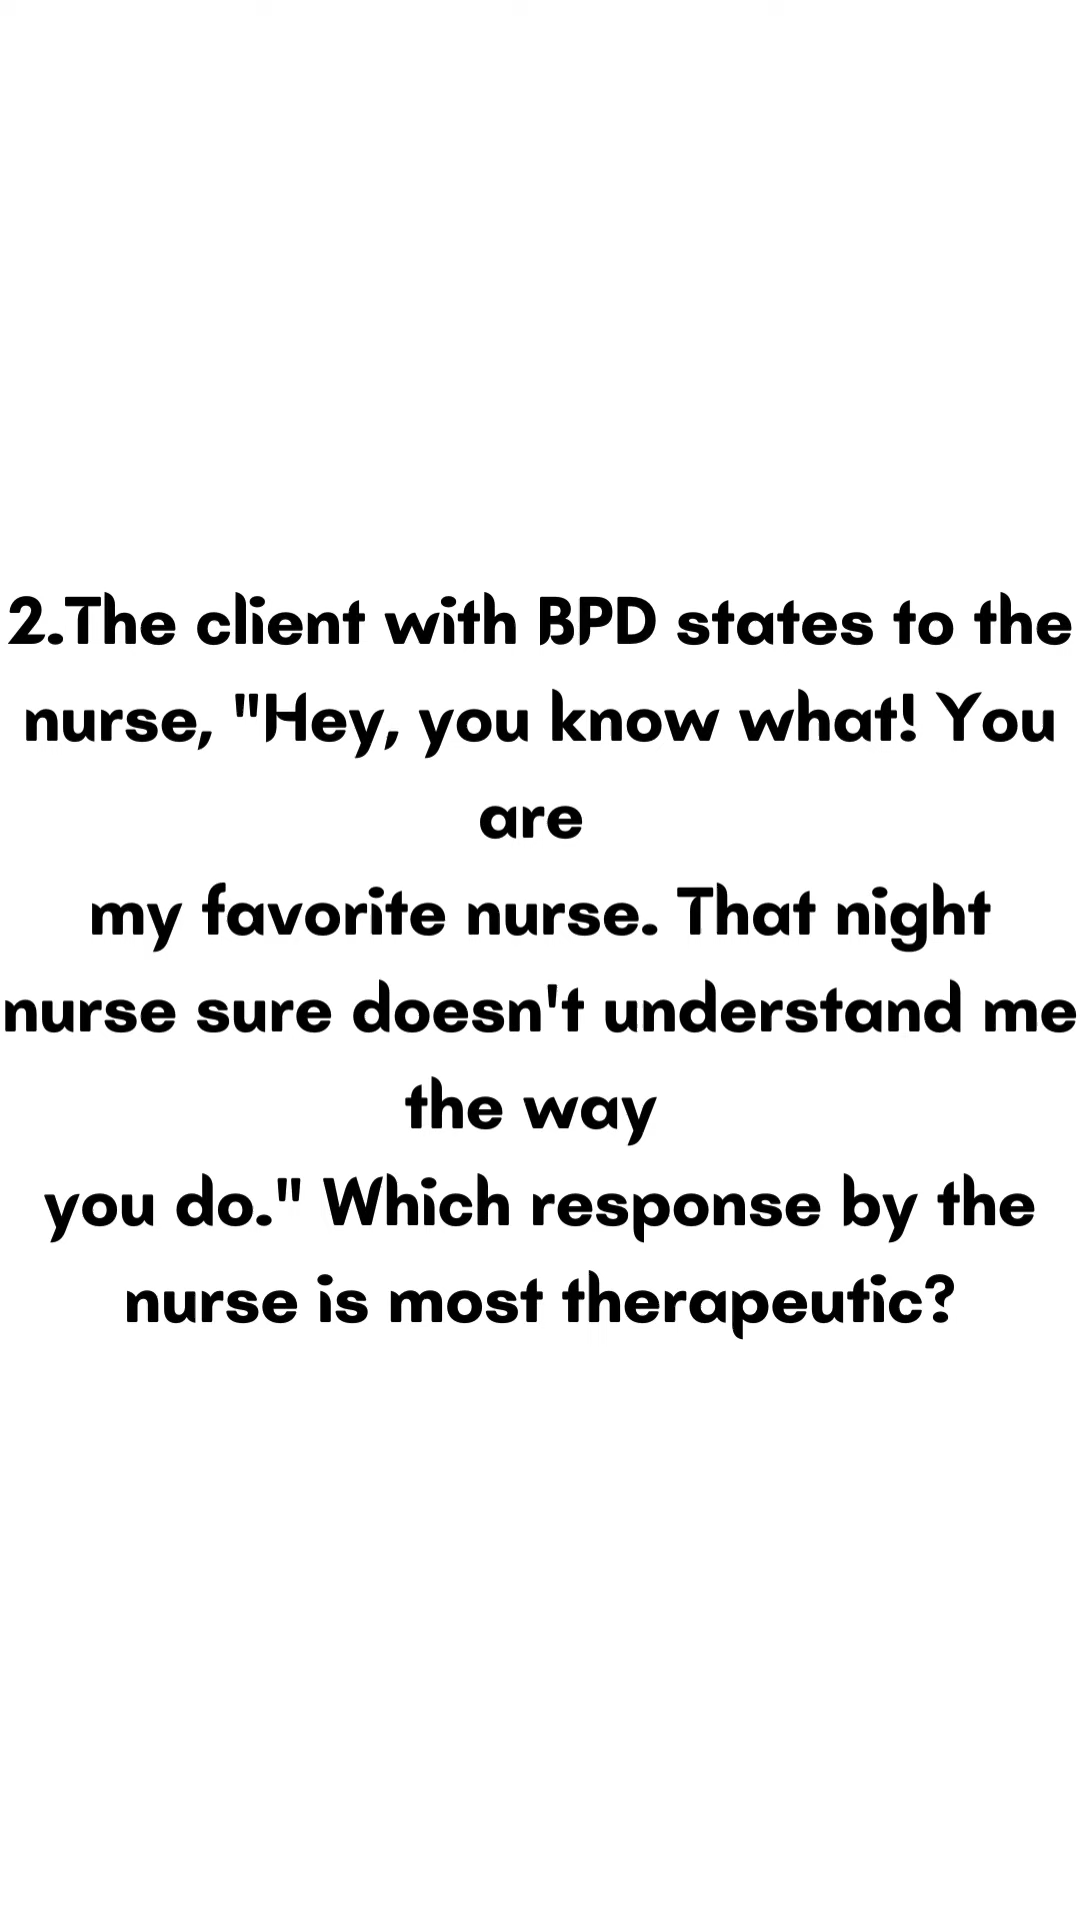 2.The client with BPD states to the
nurse, "Hey, you know what! You
are
my favorite nurse. That night
nurse sure doesn't understand me
the way
you do." Which response by the
nurse is most therapeutic?